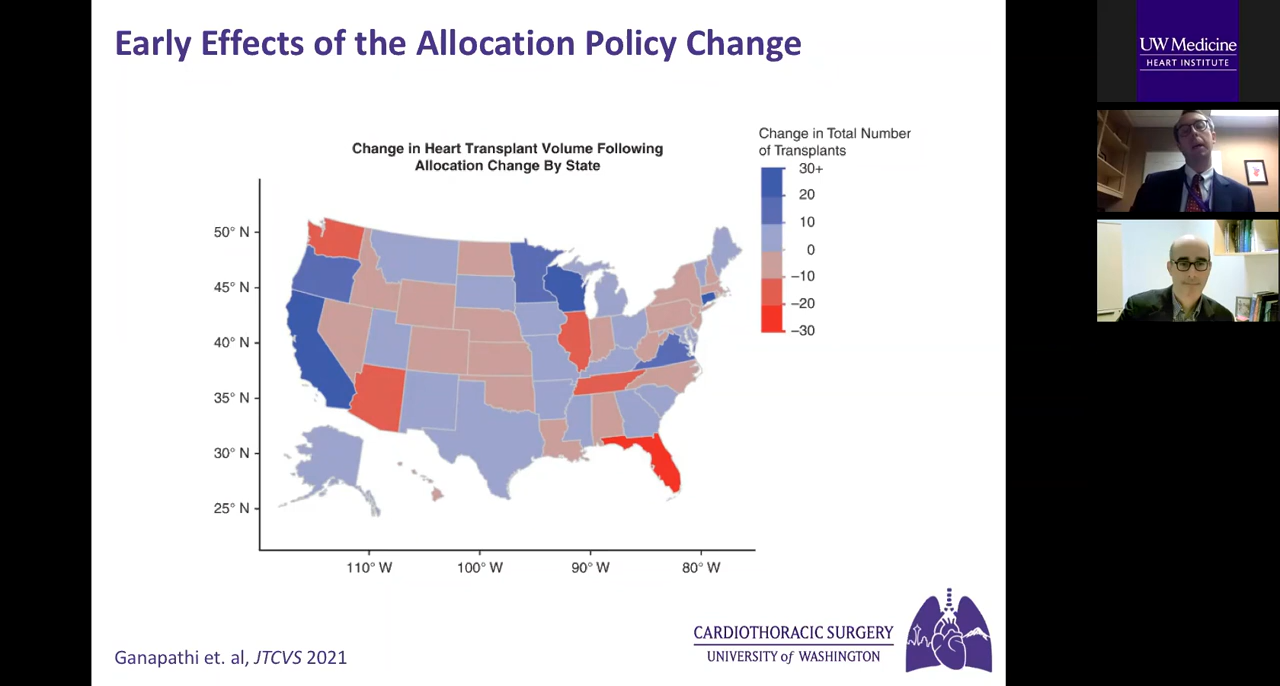 Early Effects of the Allocation Policy Change
Change in Heart Transplant Volume Following
Allocation Change By State
Change in Total Number
of Transplants
30+
20
10
0
–10
–20
–30
50° N
45° N
40° N
35° N
30° N
25° N
110° W
100° W
90° W
80° W
Ganapathi et. al, JTCVS 2021
CARDIOTHORACIC SURGERY
UNIVERSITY of WASHINGTON
UW Medicine
HEART INSTITUTE